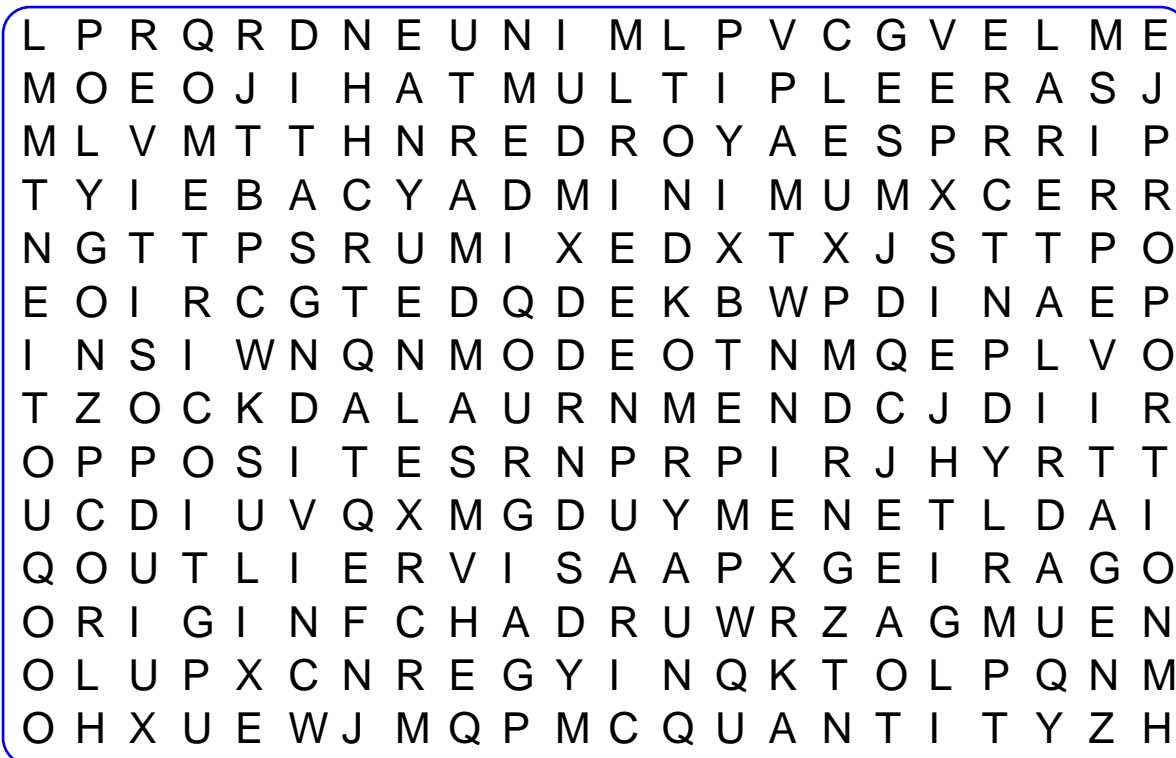 L P R Q R D N E U N I M L P V C G V E L M E
M O E O J I H A T M U L T I P L E E R A S J
M L V M T T H N R E D R O Y A E S P R R I P
T Y I E B A C Y A D M I N I M U M X C E R R
N G T T P S R U M I X E D X T X J S T T P O
E O I R C G T E D Q D E K B W P D I N A E P
I N S I W N Q N M O D E O T N M Q E P L V O
T Z O C K D A L A U R N M E N D C J D I I R
O P P O S I T E S R N P R P I R J H Y R T T
U C D I U V Q X M G D U Y M E N E T L D A I
Q O U T L I E R V I S A A P X G E I R A G O
O R I G I N F C H A D R U W R Z A G M U E N
O L U P X C N R E G Y I N Q K T O L P Q N M
O H X U E W J M Q P M C Q U A N T I T Y Z H